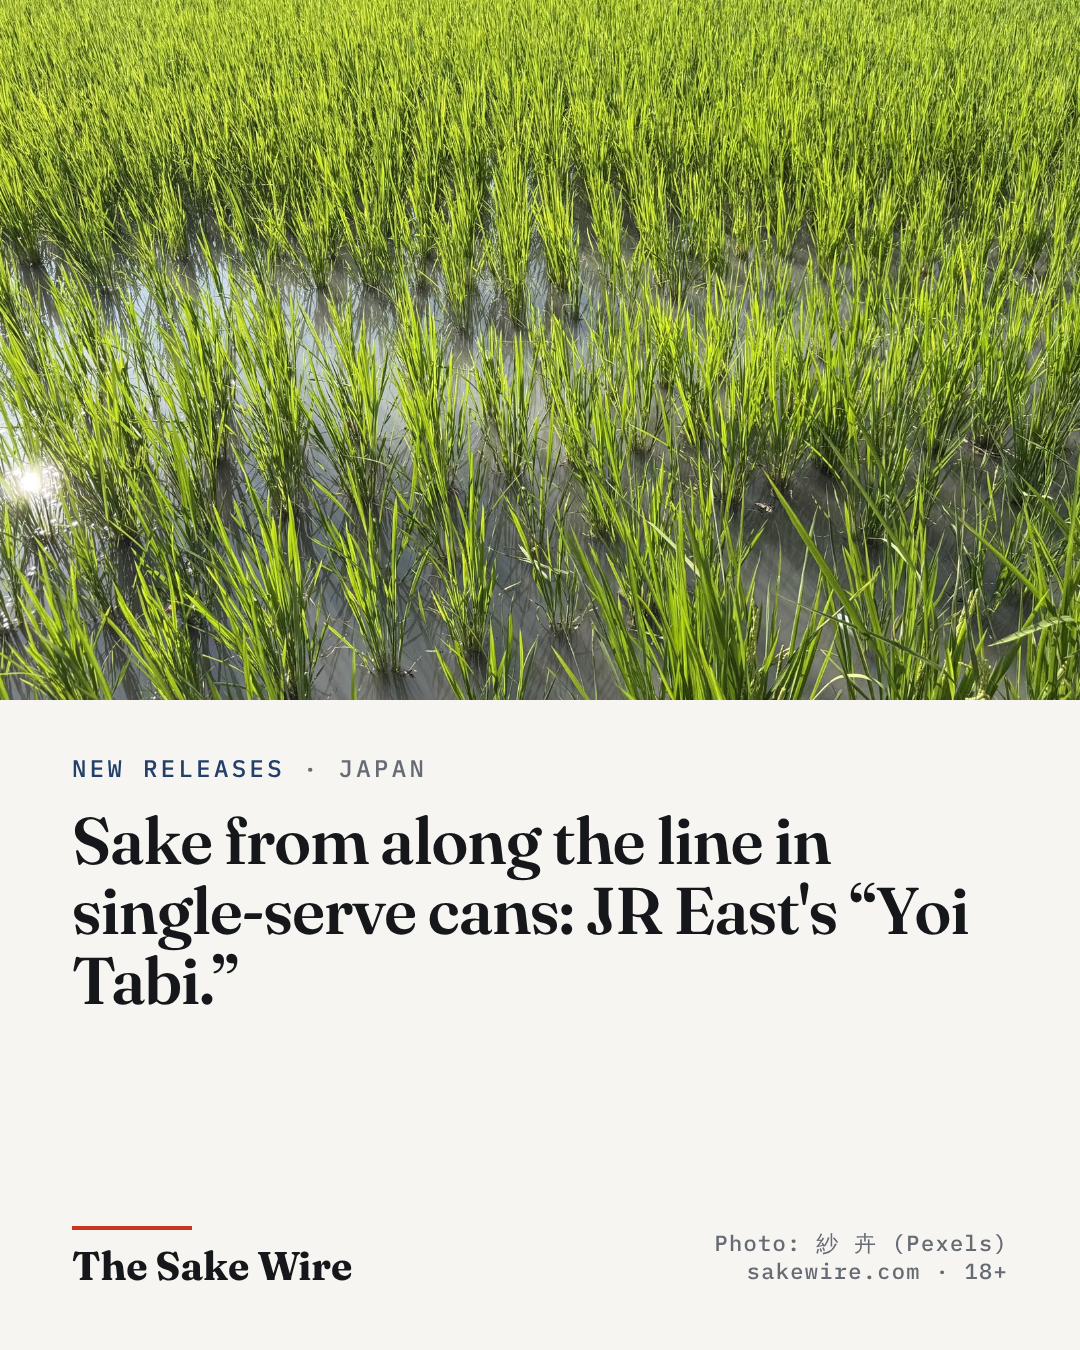 NEW RELEASES · JAPAN
Sake from along the line in
single-serve cans: JR East's “Yoi
Tabi.”
The Sake Wire
Photo: 紗 卉 (Pexels)
sakewire.com · 18+